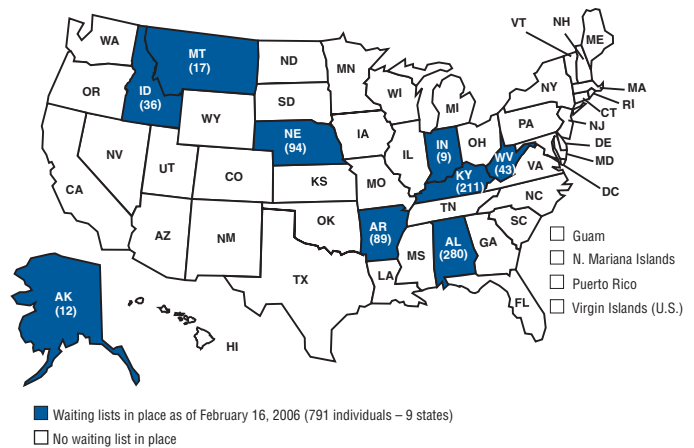 WA
MT
(17)
ND
MN
VT
NH
ME
OR
ID
(36)
SD
WI
MI
NY
MA
RI
CT
NJ
WY
NE
(94)
IA
PA
DE
MD
DC
NV
UT
CO
IL
IN
(9)
OH
WV
(43)
VA
CA
KS
MO
KY
(211)
NC
AZ
NM
OK
AR
(89)
TN
SC
TX
LA
MS
AL
(280)
GA
FL
AK
(12)
HI
Guam
N. Mariana Islands
Puerto Rico
Virgin Islands (U.S.)
Waiting lists in place as of February 16, 2006 (791 individuals – 9 states)
No waiting list in place